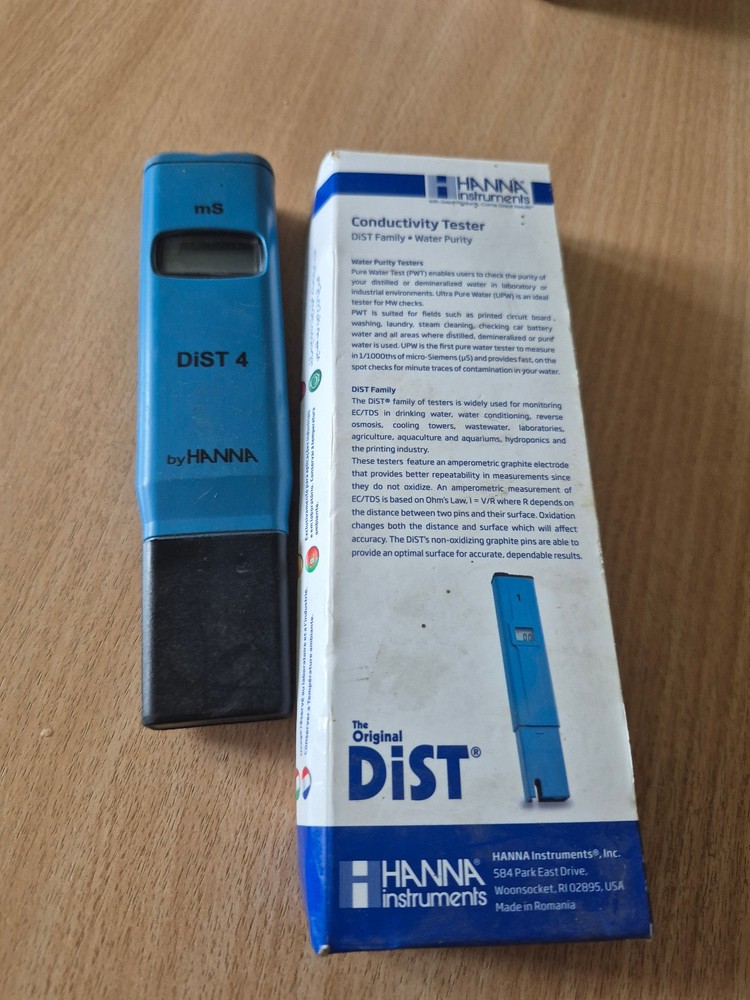 mS
DiST 4
by HANNA
HANNA
instruments
Conductivity Tester
DiST Family • Water Purity
Water Purity Testers
Pure Water Test (PWT) enables users to check the purity of
your distilled or demineralized water in laboratory or
industrial environments. Ultra Pure Water (UPW) is an ideal
tester for MW checks.
PWT is suited for fields such as printed circuit board
washing, laundry, steam cleaning, checking car battery
water and all areas where distilled, demineralized or
water is used. UPW is the first pure water tester to measure
in 1/1000ths of micro-Siemens (µS) and provides fast, on the
spot checks for minute traces of contamination in your water.
DiST Family
The DiST® family of testers is widely used for monitoring
EC/TDS in drinking water, water conditioning, reverse
osmosis, cooling towers, wastewater, laboratories,
agriculture, aquaculture and aquariums, hydroponics and
the printing industry.
These testers feature an amperometric graphite electrode
that provides better repeatability in measurements since
they do not oxidize. An amperometric measurement of
EC/TDS is based on Ohm's Law, I = V/R where R depends on
the distance between two pins and their surface. Oxidation
changes both the distance and surface which will affect
accuracy. The DiST's non-oxidizing graphite pins are able to
provide an optimal surface for accurate, dependable results.
The
Original
DiST®
HANNA®
instruments
HANNA Instruments®, Inc.
584 Park East Drive,
Woonsocket, RI 02895, USA
Made in Romania